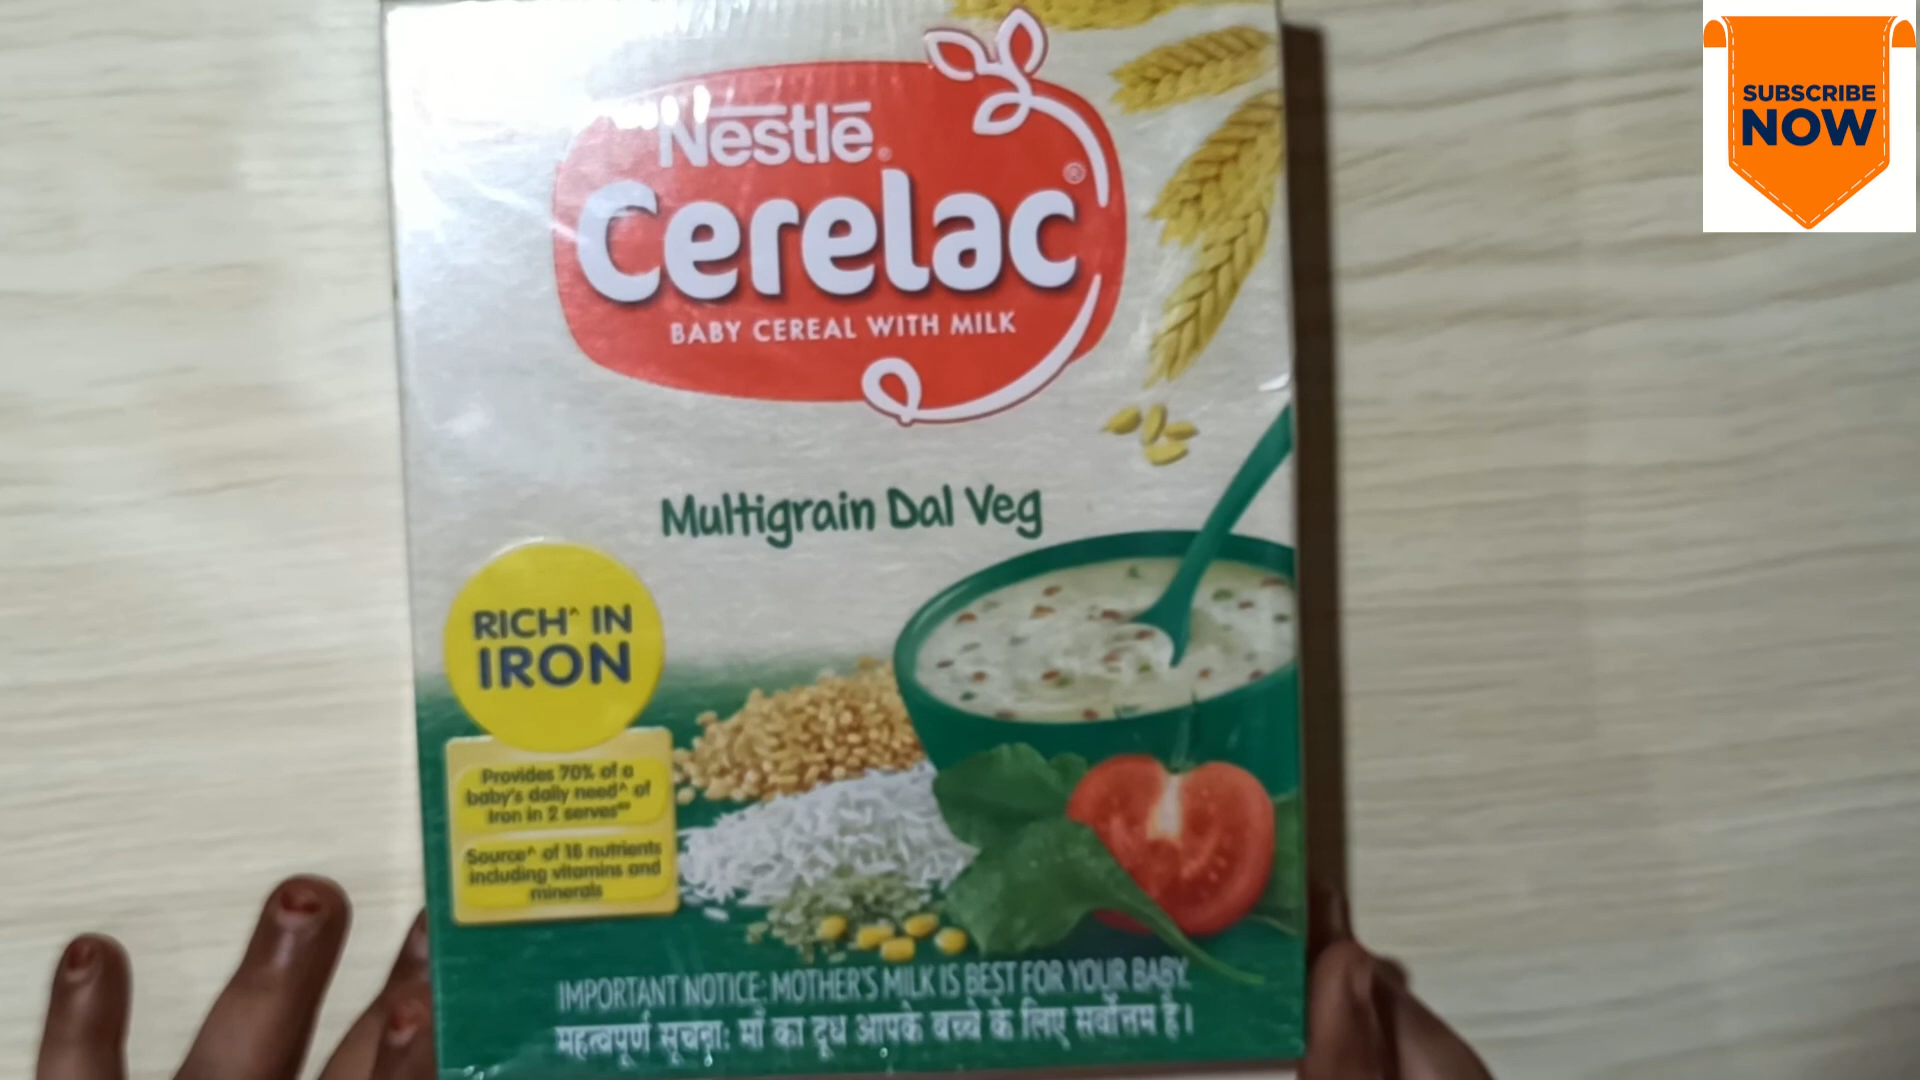 Nestlē®
Cerelac®
BABY CEREAL WITH MILK
Multigrain Dal Veg
RICH^ IN
IRON
Provides 70% of a
baby's daily need^ of
Iron in 2 serves**
Source^ of 18 nutrients
including vitamins and
minerals
IMPORTANT NOTICE: MOTHER'S MILK IS BEST FOR YOUR BABY.
महत्वपूर्ण सूचना: माँ का दूध आपके बच्चे के लिए सर्वोत्तम है।
SUBSCRIBE
NOW